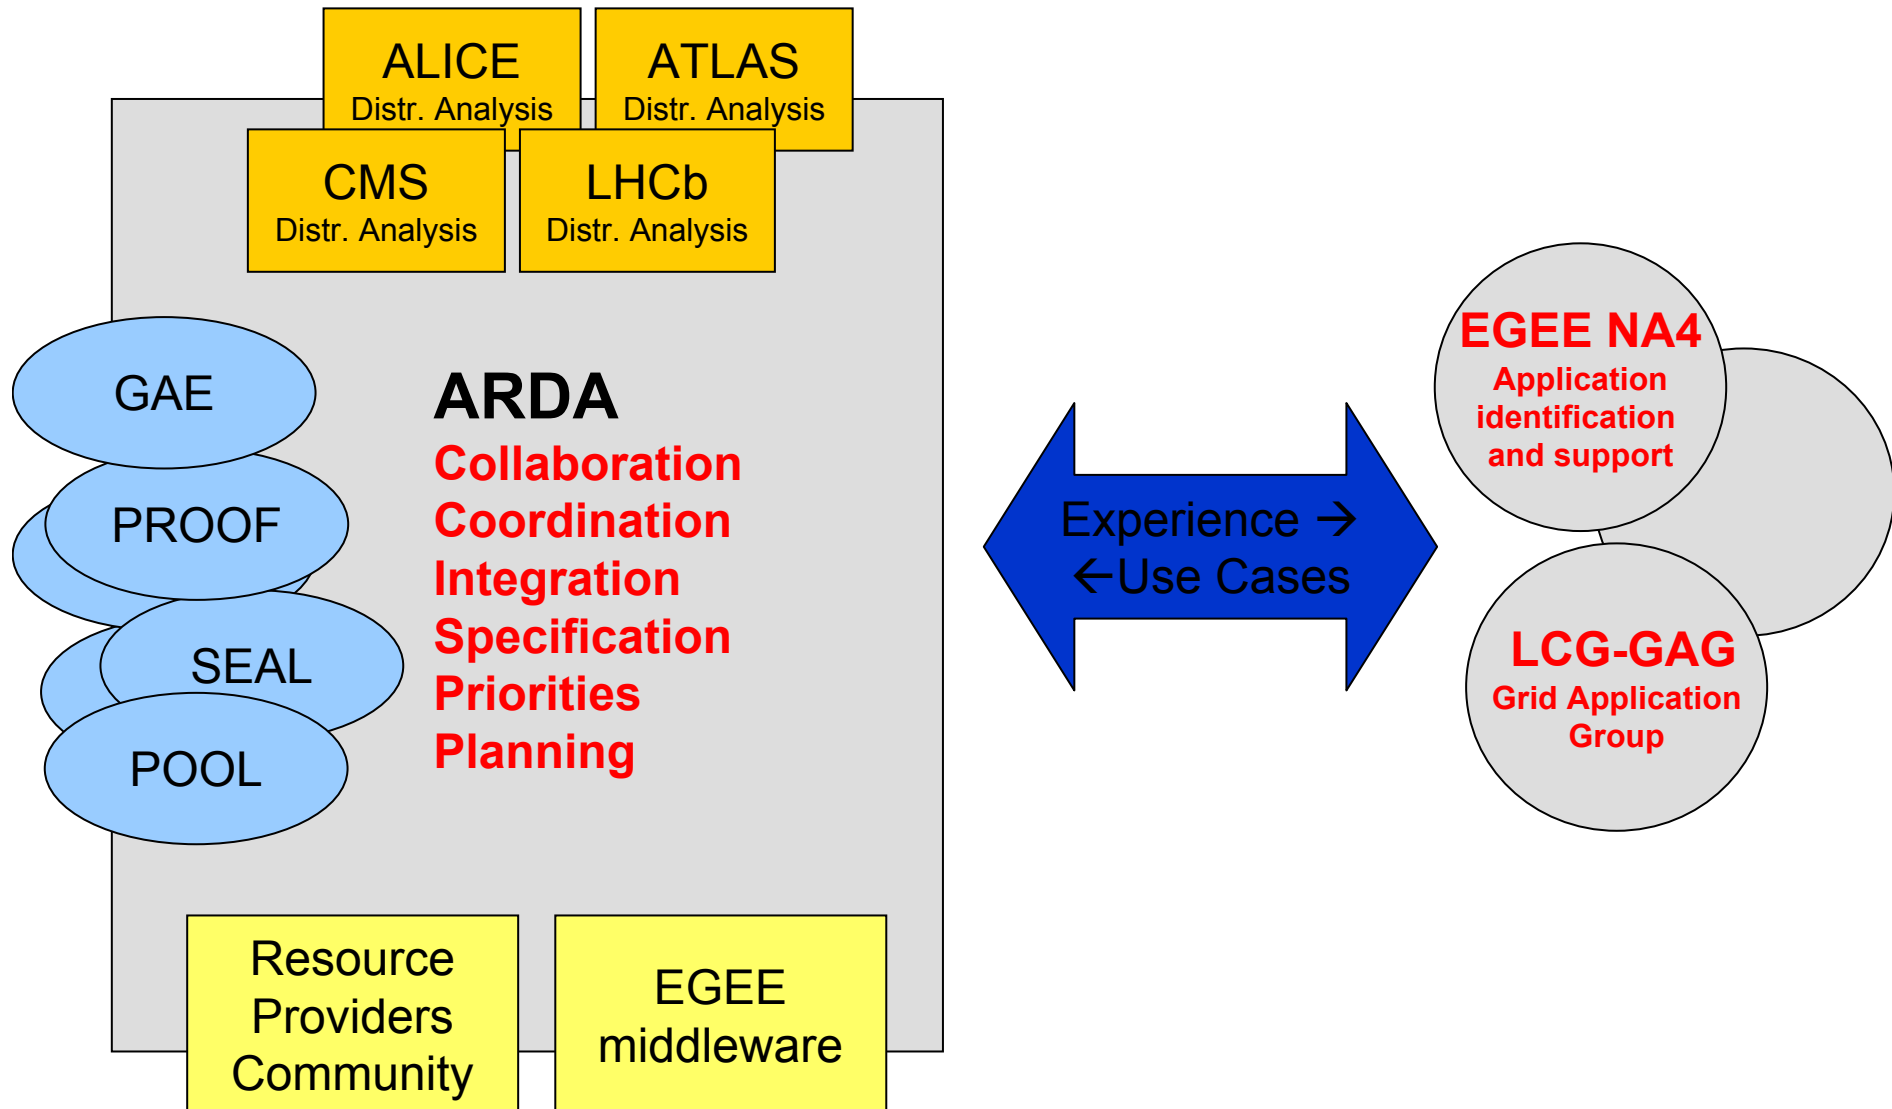 ALICE
Distr. Analysis
ATLAS
Distr. Analysis
CMS
Distr. Analysis
LHCb
Distr. Analysis
GAE
PROOF
SEAL
POOL
ARDA
Collaboration
Coordination
Integration
Specification
Priorities
Planning
Resource
Providers
Community
EGEE
middleware
Experience →
←Use Cases
EGEE NA4
Application
identification
and support
LCG-GAG
Grid Application
Group